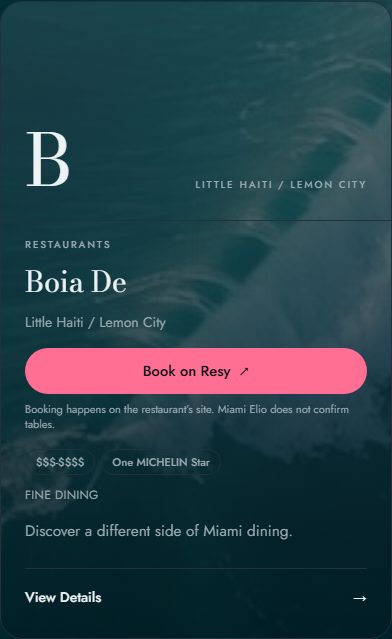 B
LITTLE HAITI / LEMON CITY
RESTAURANTS
Boia De
Little Haiti / Lemon City
Book on Resy ↗
Booking happens on the restaurant's site. Miami Elio does not confirm
tables.
$$$-$$$$ One MICHELIN Star
FINE DINING
Discover a different side of Miami dining.
View Details →